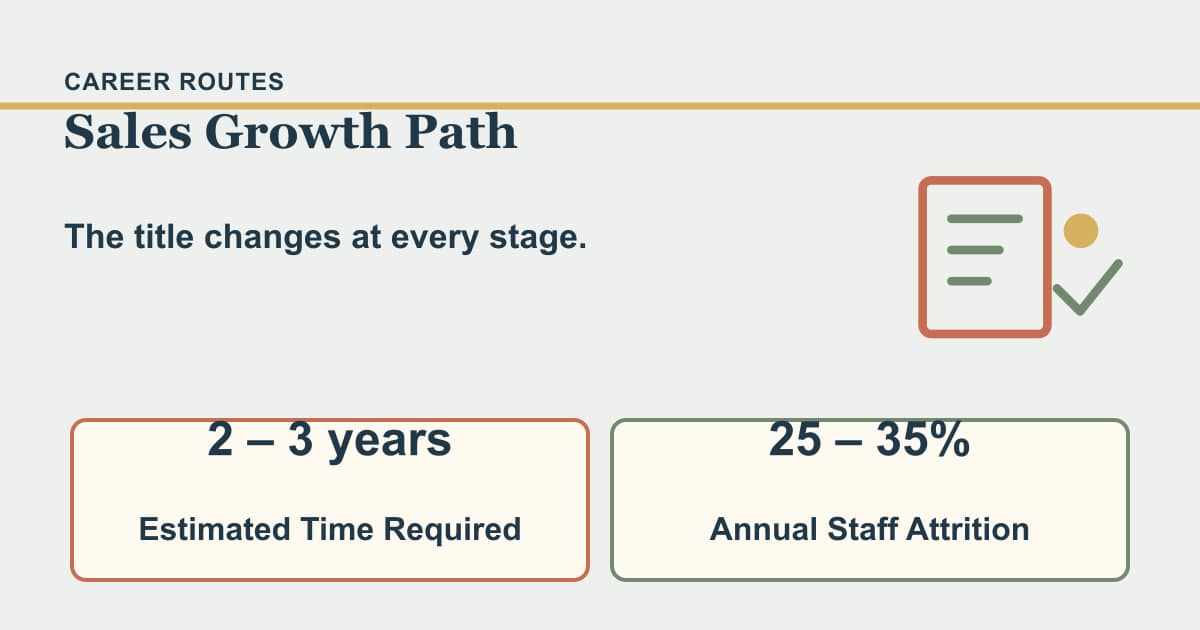 CAREER ROUTES
Sales Growth Path
The title changes at every stage.
2 – 3 years
Estimated Time Required
25 – 35%
Annual Staff Attrition